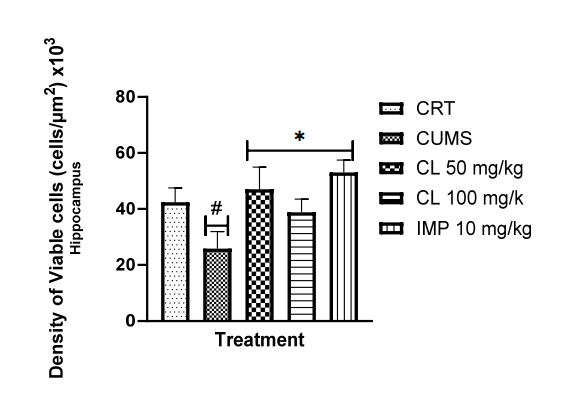 Density of Viable cells (cells/µm²) x10³
Hippocampus
80
60
40
20
0
#
*
Treatment
CRT
CUMS
CL 50 mg/kg
CL 100 mg/k
IMP 10 mg/kg